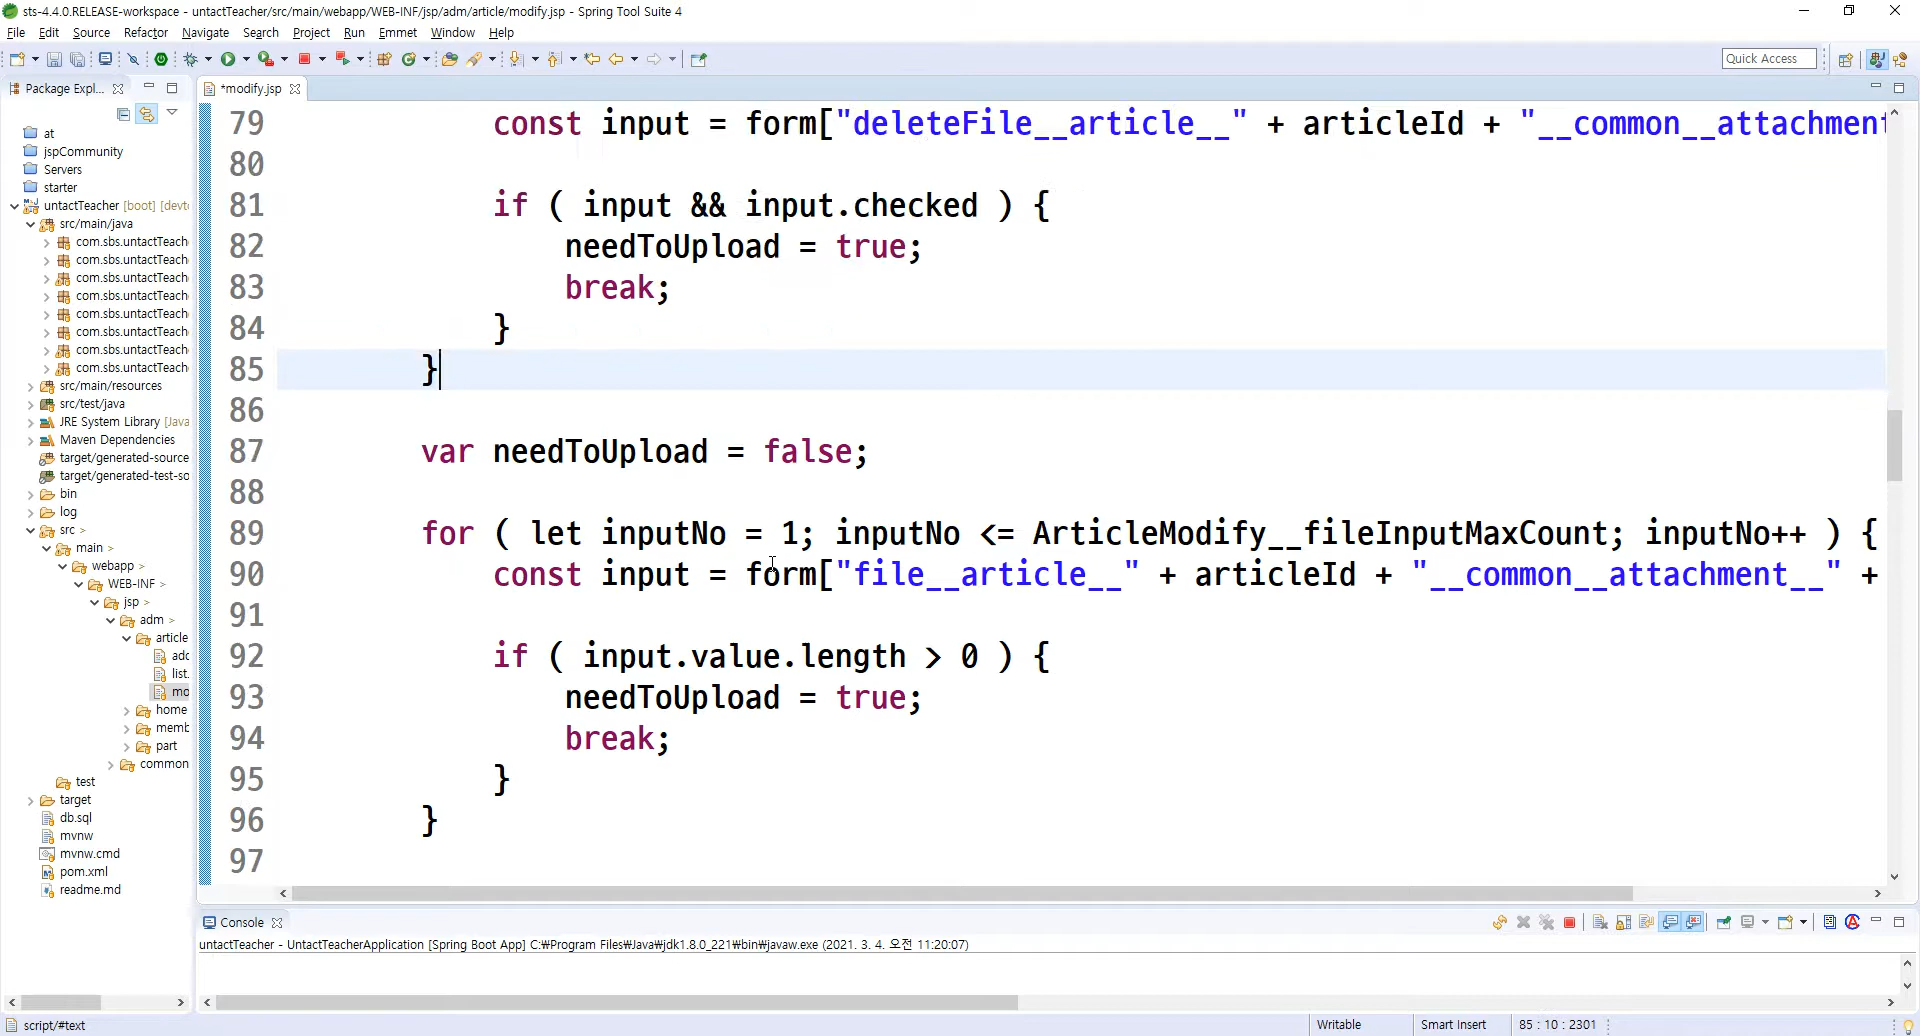 sts-4.4.0.RELEASE-workspace - untactTeacher/src/main/webapp/WEB-INF/jsp/adm/article/modify.jsp - Spring Tool Suite 4
File Edit Source Refactor Navigate Search Project Run Emmet Window Help
Quick Access
Package Expl...
at
jspCommunity
Servers
starter
untactTeacher [boot] [devto
src/main/java
com.sbs.untactTeach
com.sbs.untactTeach
com.sbs.untactTeach
com.sbs.untactTeach
com.sbs.untactTeach
com.sbs.untactTeach
com.sbs.untactTeach
com.sbs.untactTeach
src/main/resources
src/test/java
JRE System Library [Java
Maven Dependencies
target/generated-source
target/generated-test-so
bin
log
src >
main >
webapp >
WEB-INF >
jsp >
adm >
article
add
list.
mo
home
memb
part
common
test
target
db.sql
mvnw
mvnw.cmd
pom.xml
readme.md
*modify.jsp
79 const input = form["deleteFile__article__" + articleId + "__common__attachment
80
81 if ( input && input.checked ) {
82 needToUpload = true;
83 break;
84 }
85 }
86
87 var needToUpload = false;
88
89 for ( let inputNo = 1; inputNo <= ArticleModify__fileInputMaxCount; inputNo++ ) {
90 const input = form["file__article__" + articleId + "__common__attachment__" +
91
92 if ( input.value.length > 0 ) {
93 needToUpload = true;
94 break;
95 }
96 }
97
Console
untactTeacher - UntactTeacherApplication [Spring Boot App] C:₩Program Files₩Java₩jdk1.8.0_221₩bin₩javaw.exe (2021. 3. 4. 오전 11:20:07)
script/#text
Writable
Smart Insert
85 : 10 : 2301